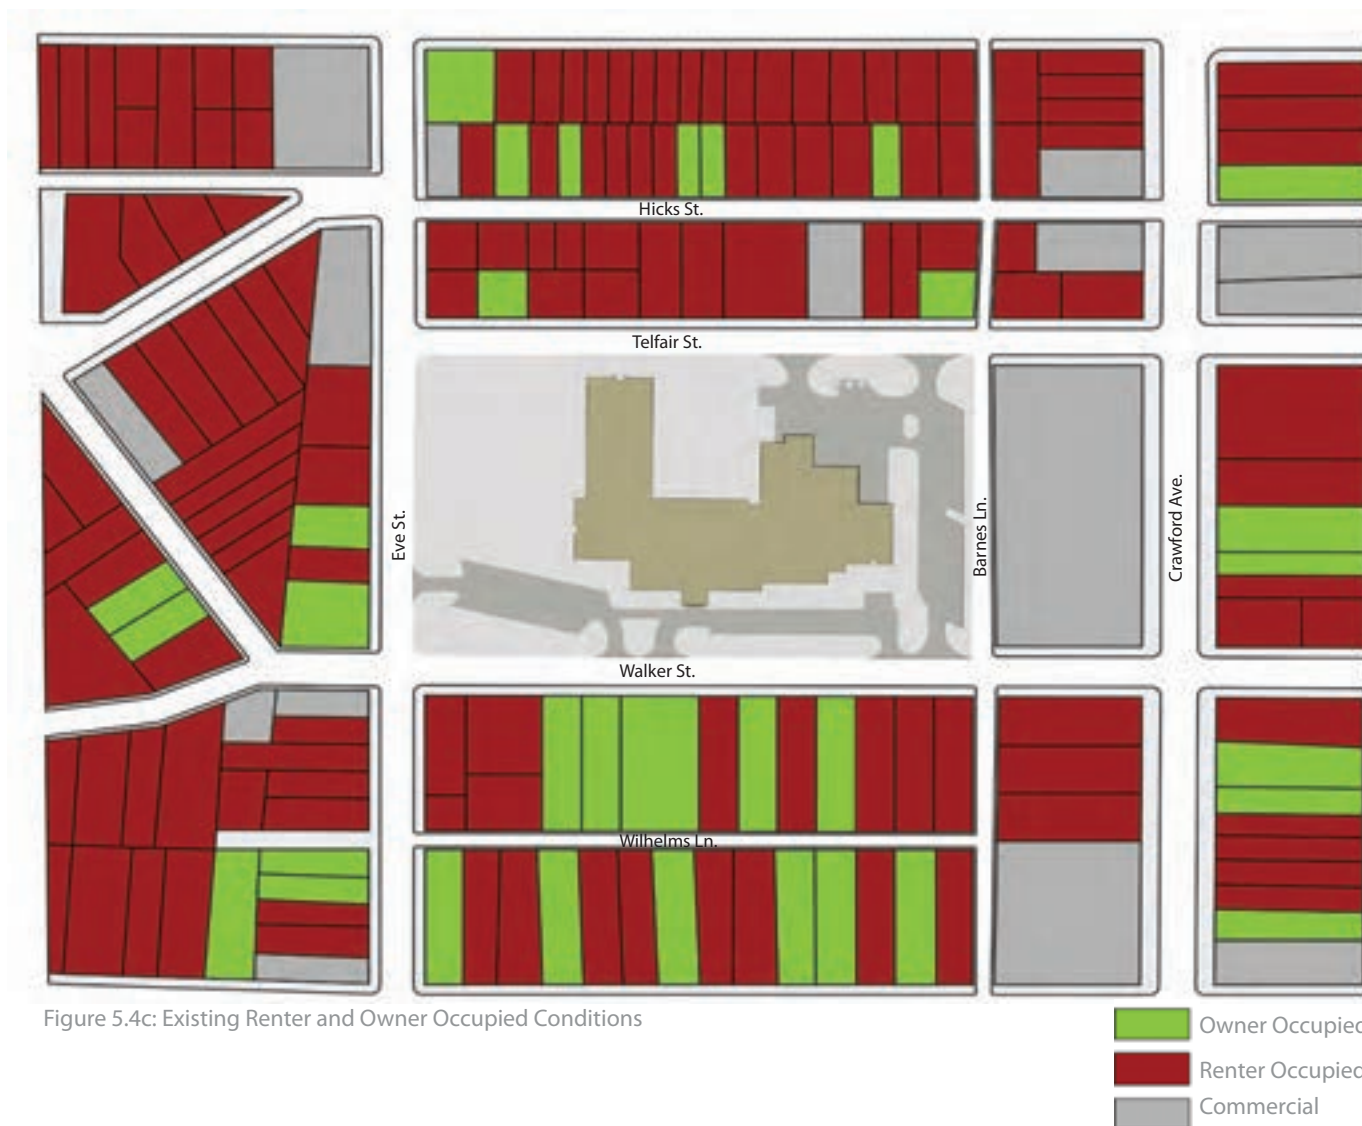 Hicks St.
Telfair St.
Eve St.
Barnes Ln.
Crawford Ave.
Walker St.
Wilhelms Ln.
Figure 5.4c: Existing Renter and Owner Occupied Conditions
Owner Occupied
Renter Occupied
Commercial